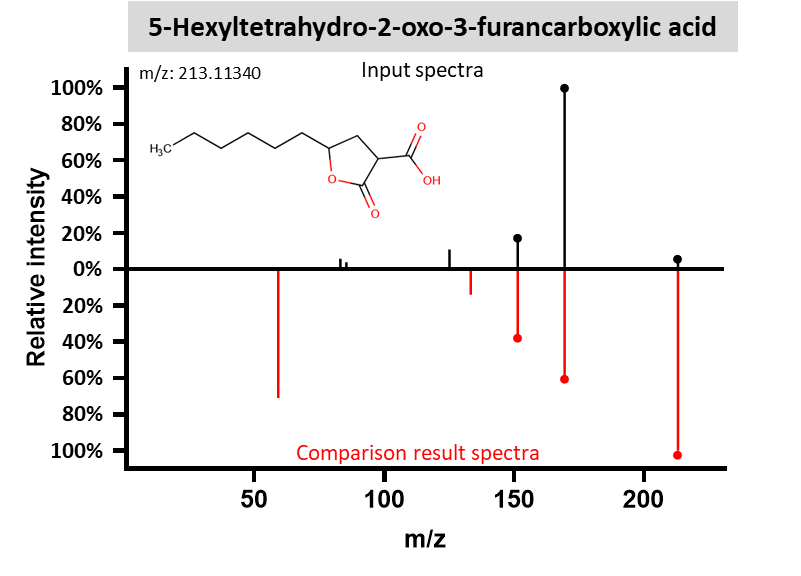 5-Hexyltetrahydro-2-oxo-3-furancarboxylic acid
m/z: 213.11340
Input spectra
100%
80%
60%
40%
20%
0%
20%
40%
60%
80%
100%
Relative intensity
H₃C
O
O
O
OH
Comparison result spectra
50
100
150
200
m/z